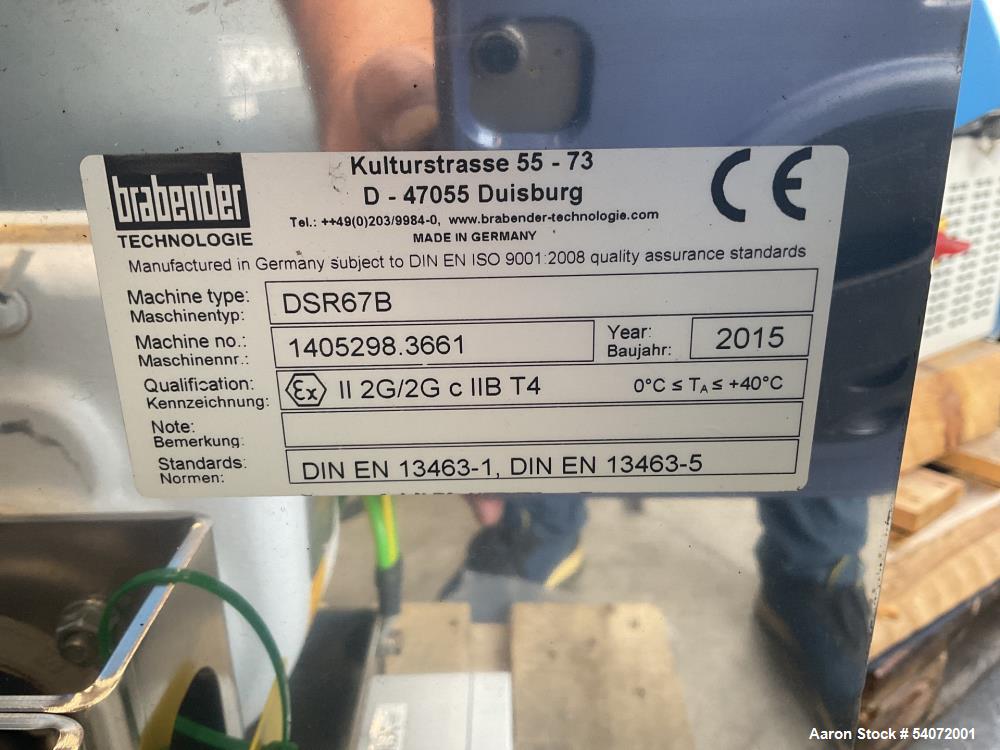 brabender
TECHNOLOGIE
Kulturstrasse 55 - 73
D - 47055 Duisburg
Tel.: ++49(0)203/9984-0, www.brabender-technologie.com
MADE IN GERMANY
CE
Manufactured in Germany subject to DIN EN ISO 9001:2008 quality assurance standards
Machine type: DSR67B
Maschinentyp:
Machine no.: 1405298.3661
Maschinennr.:
Year: 2015
Baujahr:
Qualification: Ex II 2G/2G c IIB T4 0°C ≤ TA ≤ +40°C
Kennzeichnung:
Note:
Bemerkung:
Standards: DIN EN 13463-1, DIN EN 13463-5
Normen:
Aaron Stock # 54072001